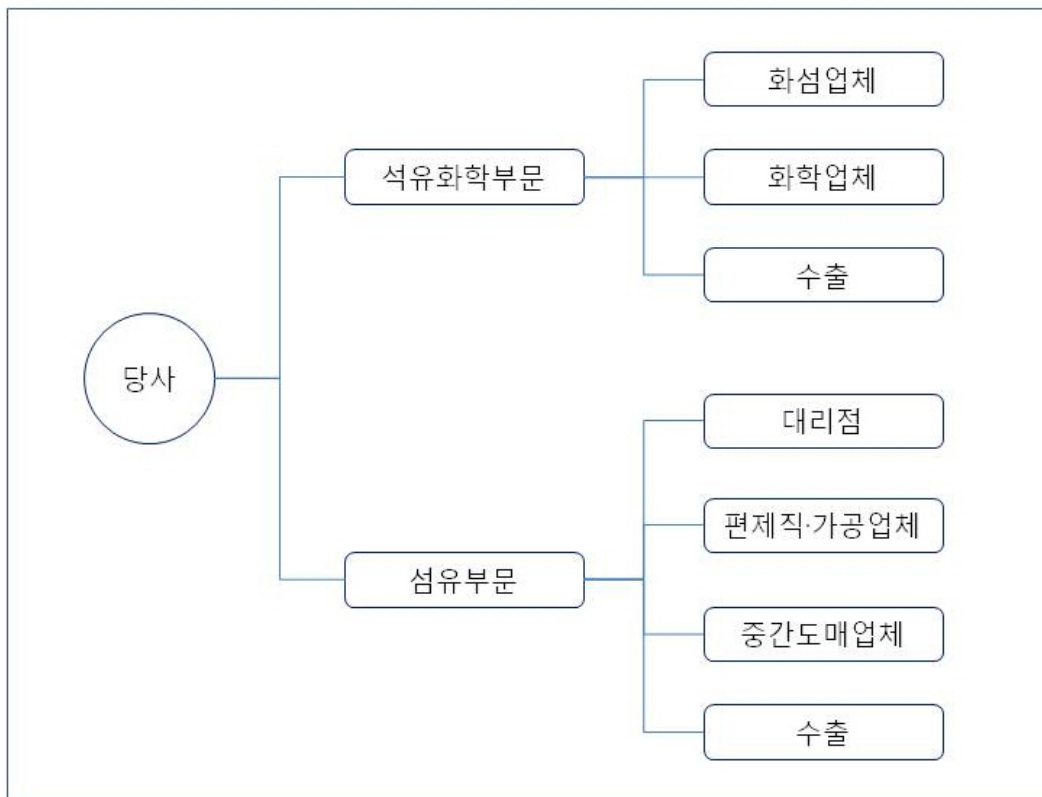 화섬업체
석유화학부문
화학업체
수출
당사
대리점
편제직·가공업체
섬유부문
중간도매업체
수출